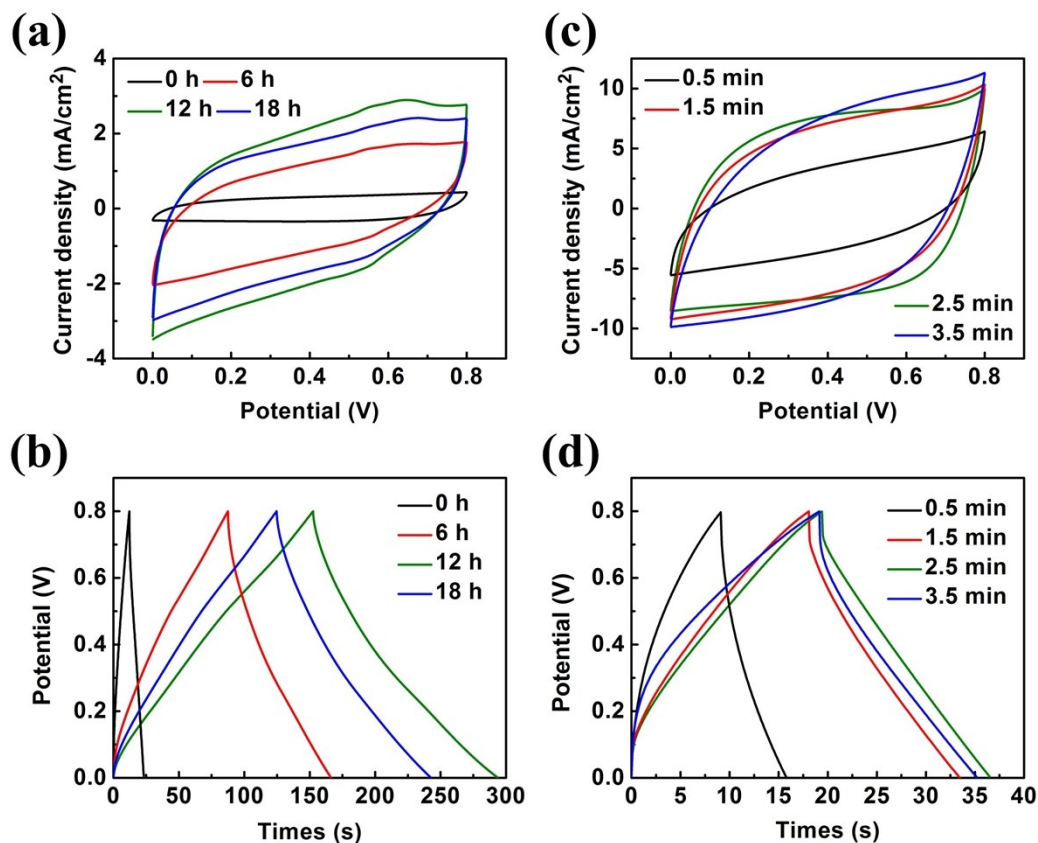 (a)
0 h 6 h
12 h 18 h
Current density (mA/cm²)
4
2
0
-2
-4
0.0 0.2 0.4 0.6 0.8
Potential (V)
(c)
0.5 min
1.5 min
2.5 min
3.5 min
Current density (mA/cm²)
10
5
0
-5
-10
0.0 0.2 0.4 0.6 0.8
Potential (V)
(b)
0 h
6 h
12 h
18 h
Potential (V)
0.8
0.6
0.4
0.2
0.0
0 50 100 150 200 250 300
Times (s)
(d)
0.5 min
1.5 min
2.5 min
3.5 min
Potential (V)
0.8
0.6
0.4
0.2
0.0
0 5 10 15 20 25 30 35 40
Times (s)